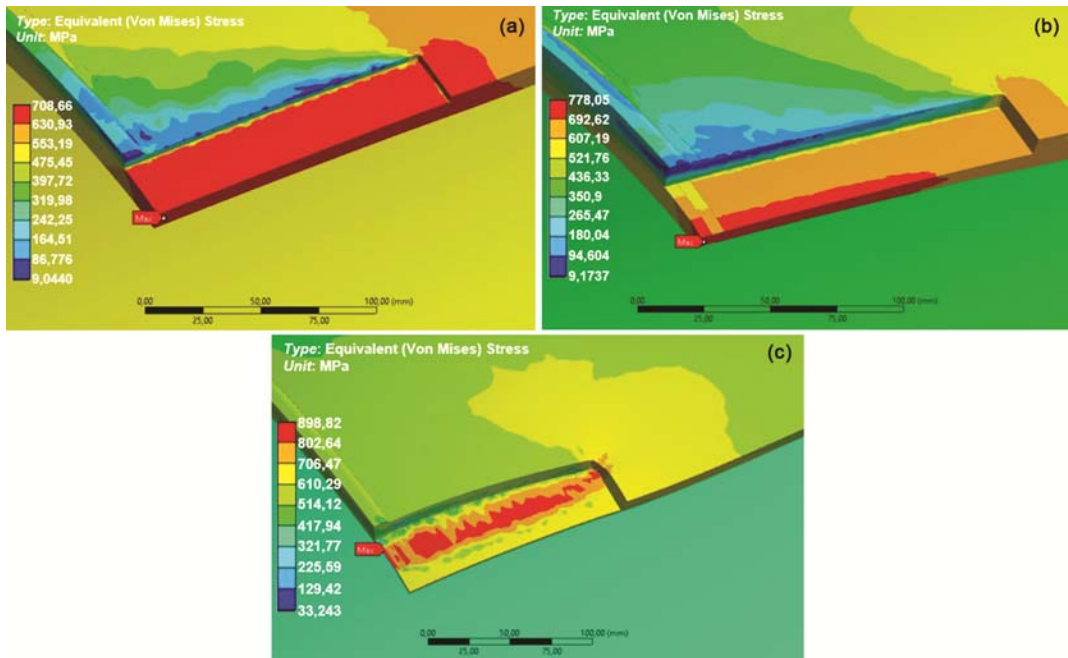 Type: Equivalent (Von Mises) Stress
Unit: MPa
(a)
708,66
630,93
553,19
475,45
397,72
319,98
242,25
164,51
86,776
9,0440
Max
0,00 50,00 100,00 (mm)
25,00 75,00
Type: Equivalent (Von Mises) Stress
Unit: MPa
(b)
778,05
692,62
607,19
521,76
436,33
350,9
265,47
180,04
94,604
9,1737
Max
0,00 50,00 100,00 (mm)
25,00 75,00
Type: Equivalent (Von Mises) Stress
Unit: MPa
(c)
898,82
802,64
706,47
610,29
514,12
417,94
321,77
225,59
129,42
33,243
Max
0,00 50,00 100,00 (mm)
25,00 75,00